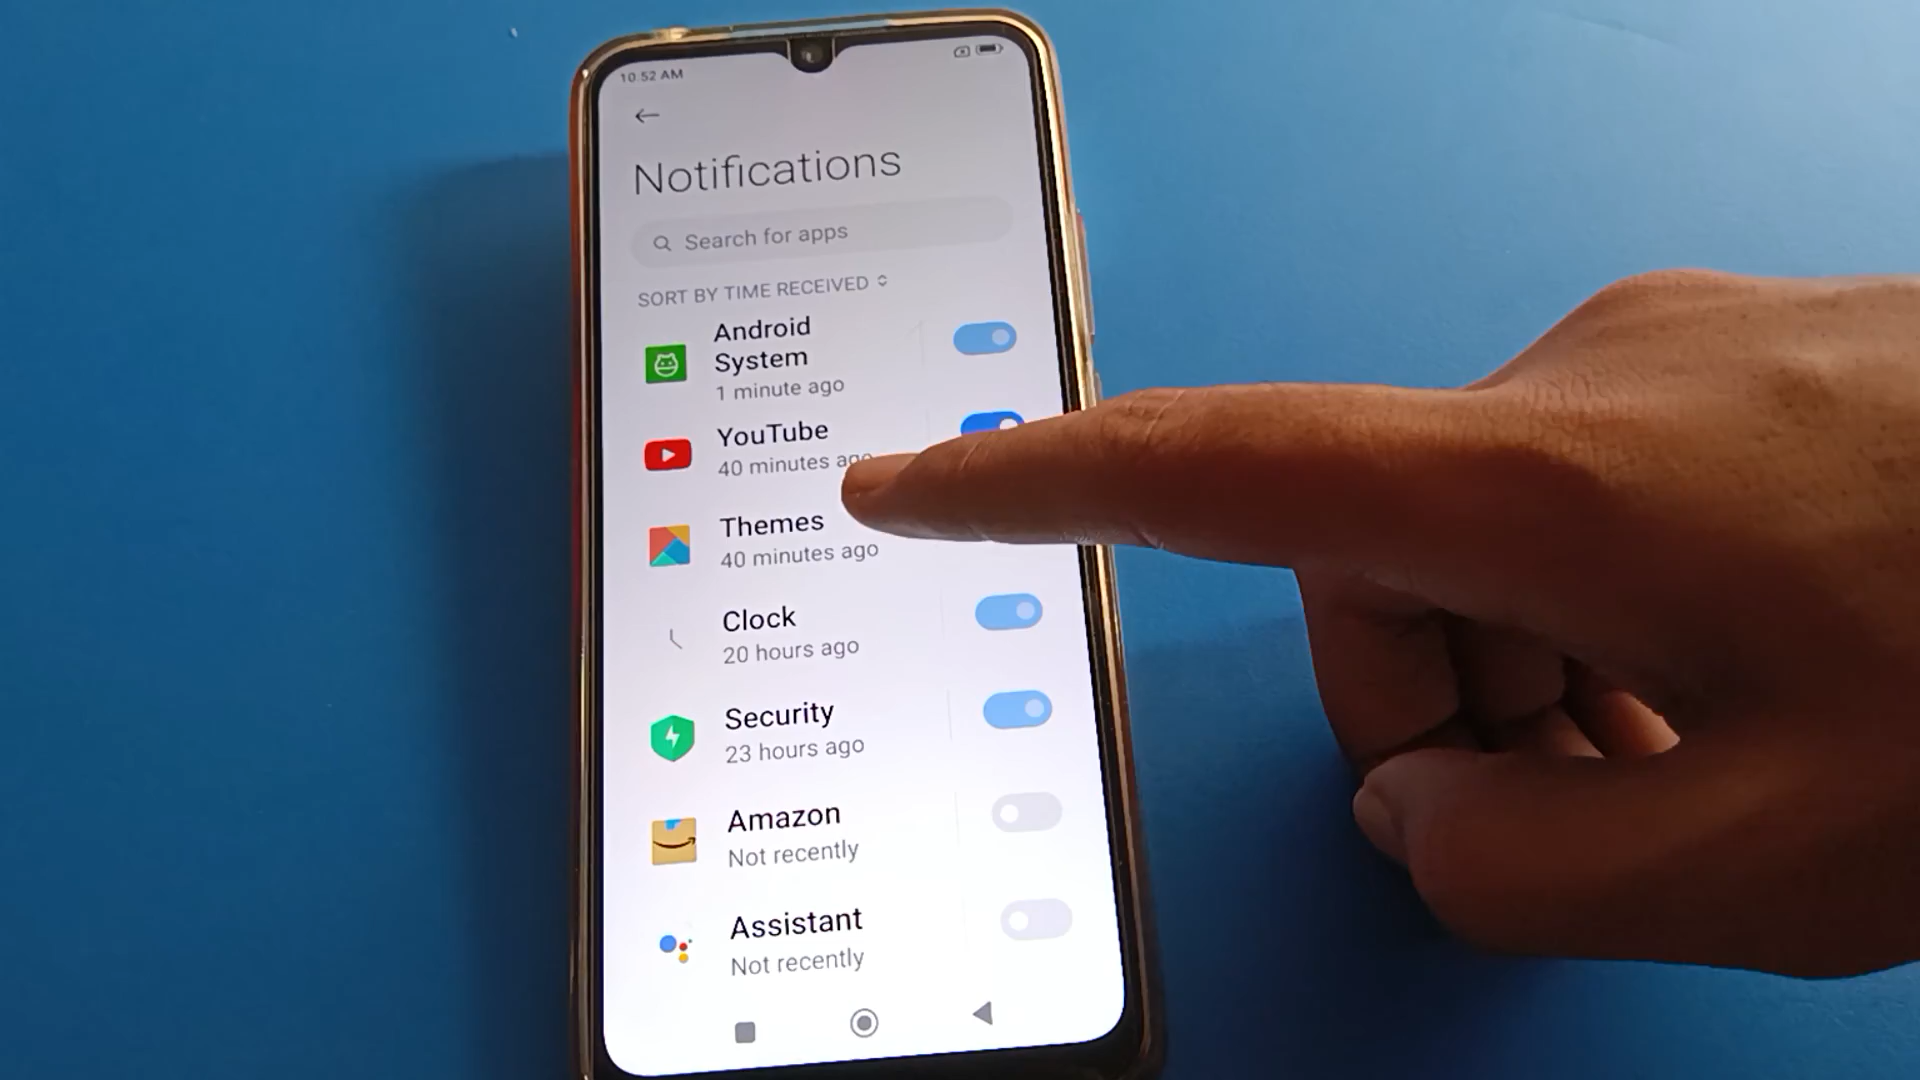 10:52 AM
Notifications
Search for apps
SORT BY TIME RECEIVED
Android
System
1 minute ago
YouTube
40 minutes ago
Themes
40 minutes ago
Clock
20 hours ago
Security
23 hours ago
Amazon
Not recently
Assistant
Not recently